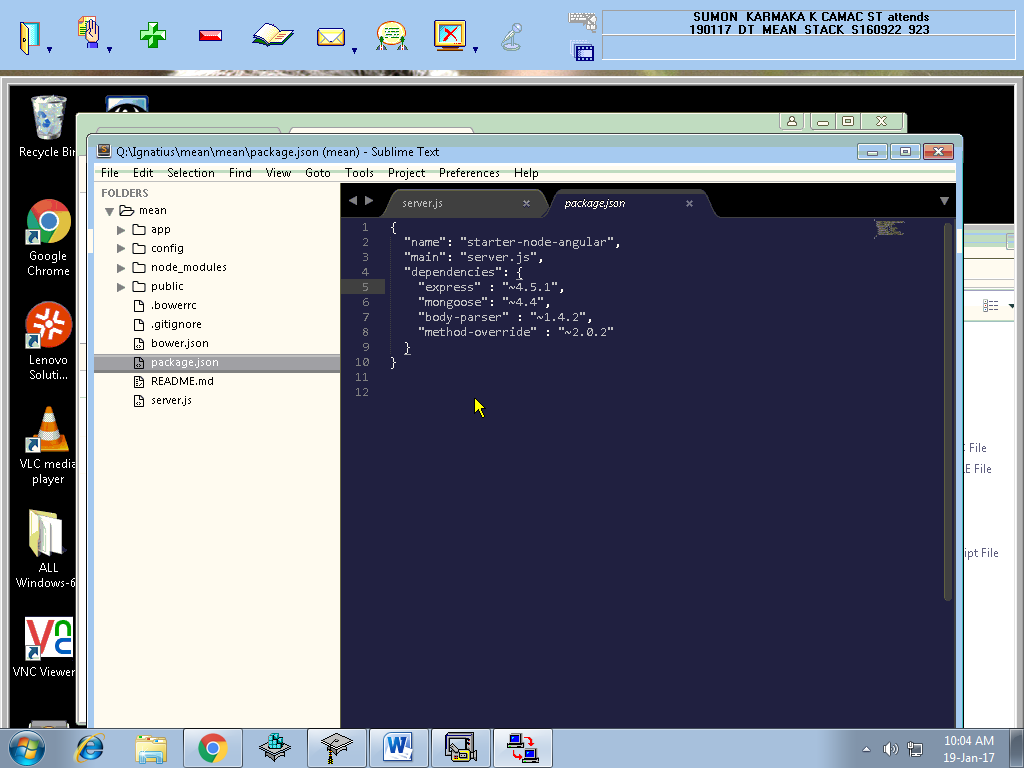 SUMON KARMAKA K CAMAC ST attends
190117 DT MEAN STACK S160922 923
Recycle Bin
Google
Chrome
Lenovo
Soluti...
VLC media
player
ALL
Windows-6
VNC Viewer
Q:\Ignatius\mean\mean\package.json (mean) - Sublime Text
File Edit Selection Find View Goto Tools Project Preferences Help
FOLDERS
mean
app
config
node_modules
public
.bowerrc
.gitignore
bower.json
package.json
README.md
server.js
server.js
package.json
1 {
2 "name": "starter-node-angular",
3 "main": "server.js",
4 "dependencies": {
5 "express" : "~4.5.1",
6 "mongoose": "~4.4",
7 "body-parser" : "~1.4.2",
8 "method-override" : "~2.0.2"
9 }
10 }
11
12
File
E File
ipt File
10:04 AM
19-Jan-17